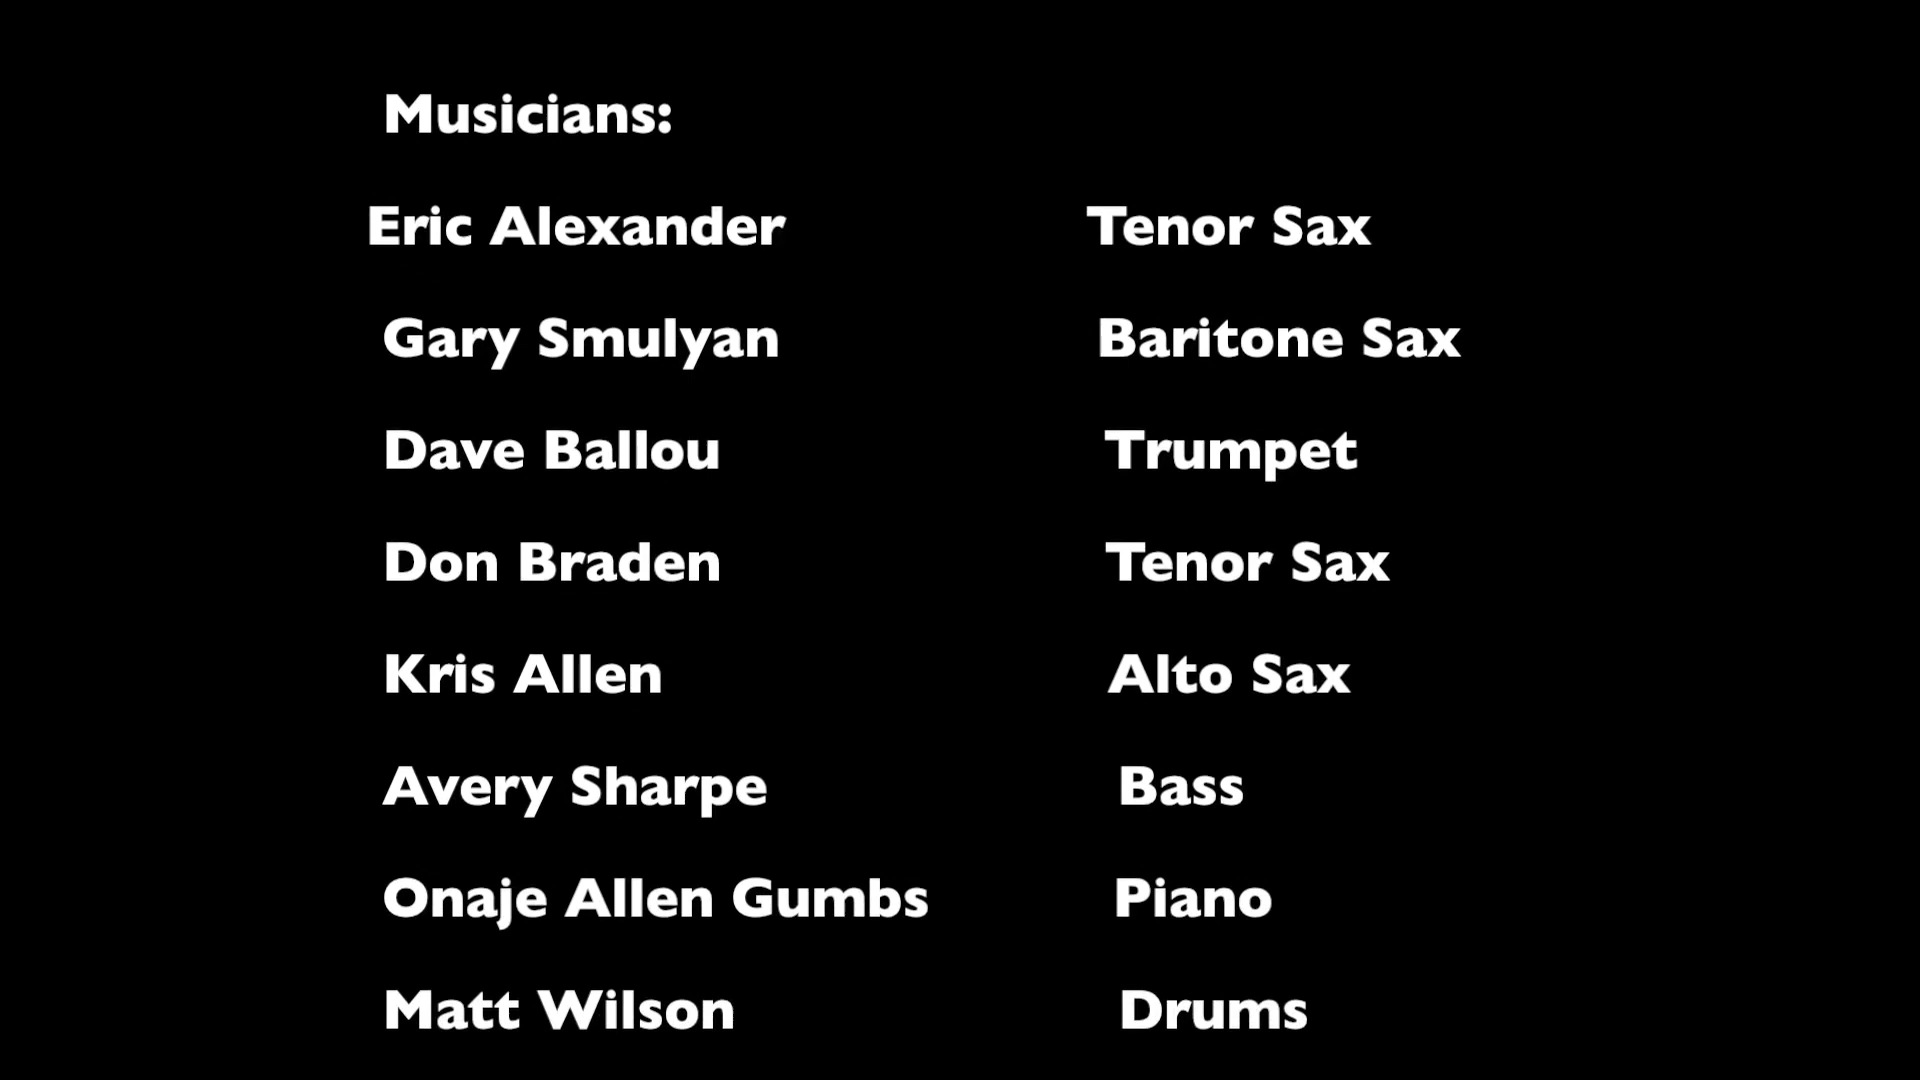 Musicians:
Eric Alexander Tenor Sax
Gary Smulyan Baritone Sax
Dave Ballou Trumpet
Don Braden Tenor Sax
Kris Allen Alto Sax
Avery Sharpe Bass
Onaje Allen Gumbs Piano
Matt Wilson Drums